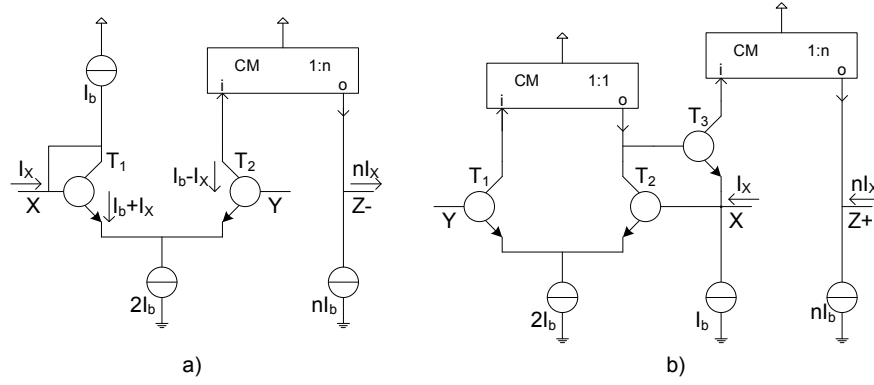 CM 1:n
i o
I_b
T_1
T_2
I_X
X
I_b+I_X
I_b-I_X
Y
nI_X
Z-
2I_b
nI_b
a)
CM 1:n
i o
CM 1:1
i o
T_3
T_1
T_2
Y
I_X
X
nI_X
Z+
2I_b
I_b
nI_b
b)